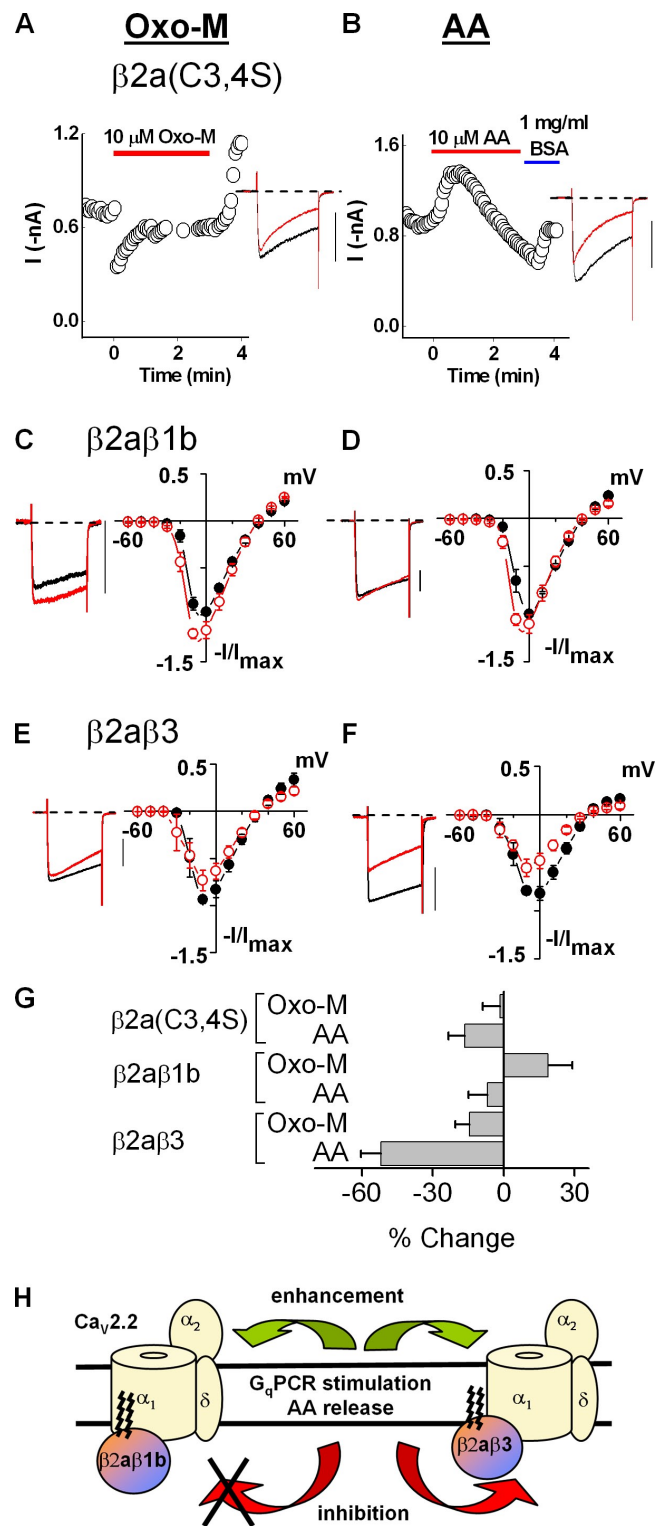 A Oxo-M B AA
β2a(C3,4S)
10 μM Oxo-M
1.2
0.6
0.0
I (-nA)
0 2 4
Time (min)
1 mg/ml
10 μM AA BSA
1.6
0.8
0.0
I (-nA)
0 2 4
Time (min)
C β2aβ1b D
0.5 mV
-60 60
-1.5 -I/Imax
0.5 mV
-60 60
-1.5 -I/Imax
E β2aβ3 F
0.5 mV
-60 60
-1.5 -I/Imax
0.5 mV
-60 60
-1.5 -I/Imax
G
β2a(C3,4S) Oxo-M
AA
β2aβ1b Oxo-M
AA
β2aβ3 Oxo-M
AA
-60 -30 0 30
% Change
H
CaV2.2
enhancement
α2
α1
δ
β2aβ1b
GqPCR stimulation
AA release
α2
α1
δ
β2aβ3
inhibition